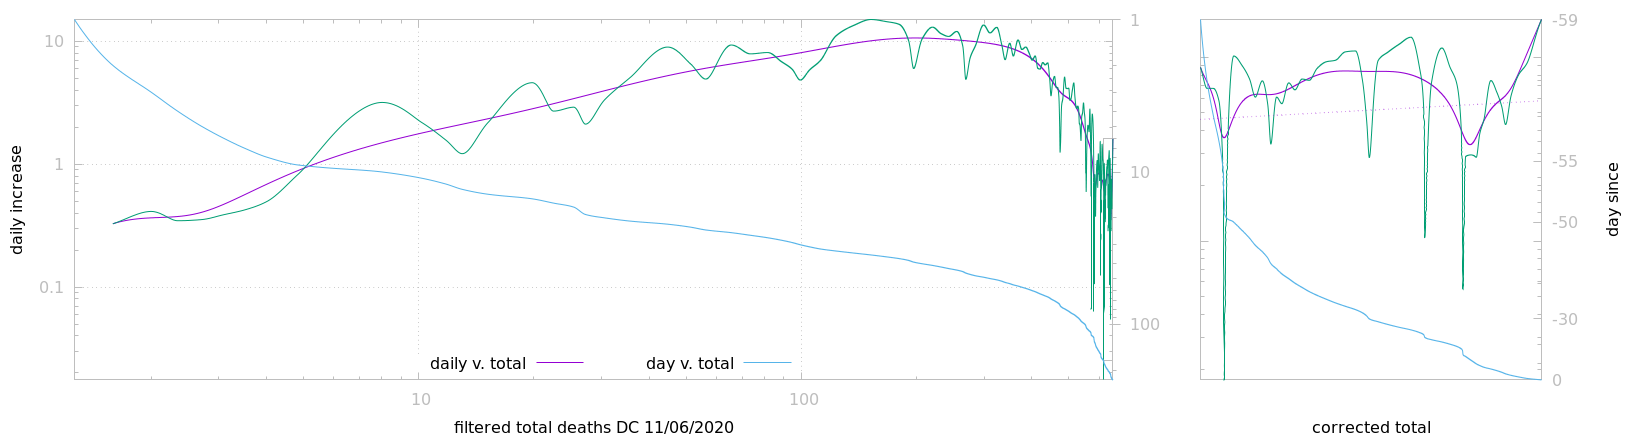 10
1
0.1
daily increase
daily v. total
day v. total
10
100
filtered total deaths DC 11/06/2020
1
10
100
-59
-55
-50
-30
0
day since
corrected total